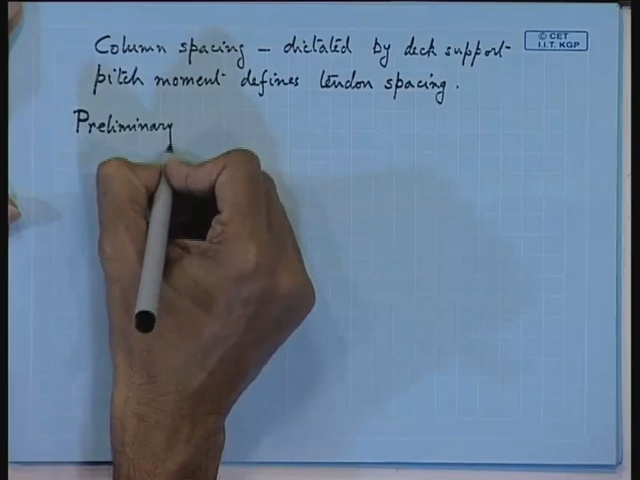 Column spacing – dictated by deck support
© CET
I.I.T. KGP
pitch moment defines tendon spacing.
Preliminary